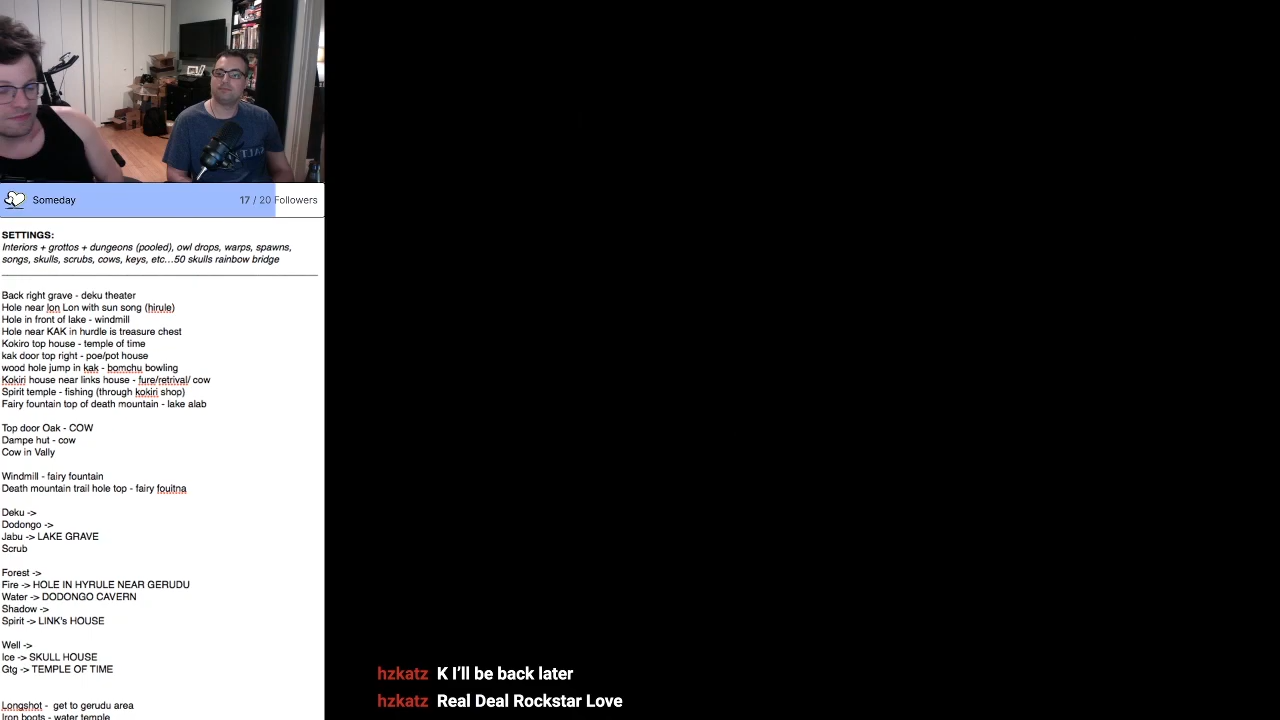 Someday
17 / 20 Followers
SETTINGS:
Interiors + grottos + dungeons (pooled), owl drops, warps, spawns,
songs, skulls, scrubs, cows, keys, etc...50 skulls rainbow bridge
Back right grave - deku theater
Hole near lon Lon with sun song (hirule)
Hole in front of lake - windmill
Hole near KAK in hurdle is treasure chest
Kokiro top house - temple of time
kak door top right - poe/pot house
wood hole jump in kak - bomchu bowling
Kokiri house near links house - fure/retrival/ cow
Spirit temple - fishing (through kokiri shop)
Fairy fountain top of death mountain - lake alab
Top door Oak - COW
Dampe hut - cow
Cow in Vally
Windmill - fairy fountain
Death mountain trail hole top - fairy fouitna
Deku ->
Dodongo ->
Jabu -> LAKE GRAVE
Scrub
Forest ->
Fire -> HOLE IN HYRULE NEAR GERUDU
Water -> DODONGO CAVERN
Shadow ->
Spirit -> LINK's HOUSE
Well ->
Ice -> SKULL HOUSE
Gtg -> TEMPLE OF TIME
Longshot - get to gerudu area
Iron boots - water temple
hzkatz K I'll be back later
hzkatz Real Deal Rockstar Love